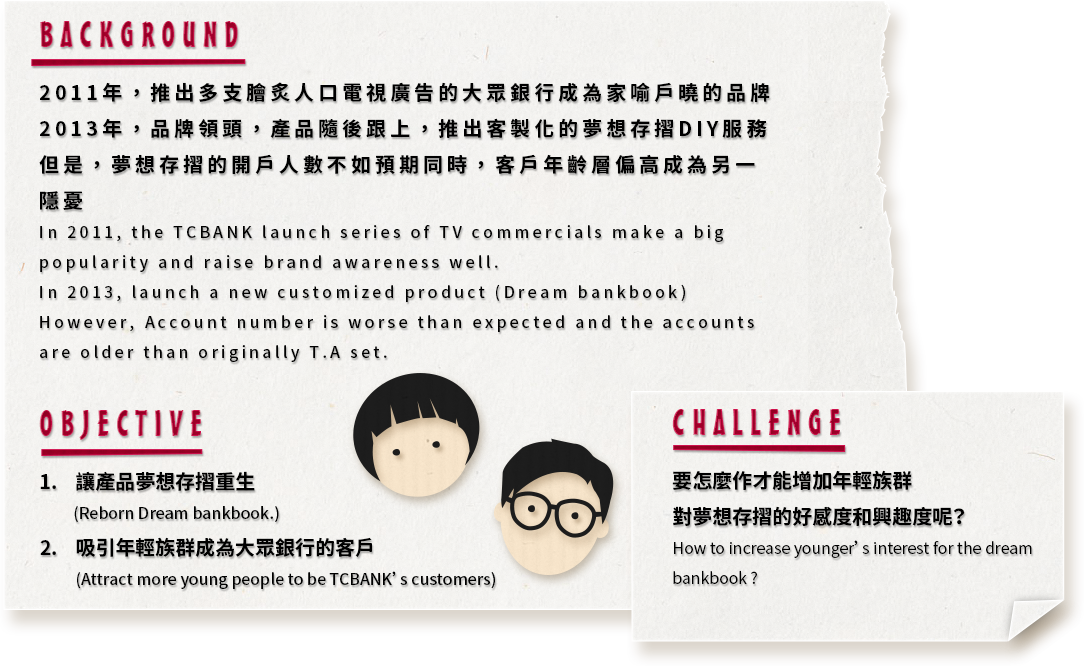 BACKGROUND
2011年，推出多支膾炙人口電視廣告的大眾銀行成為家喻戶曉的品牌
2013年，品牌領頭，產品隨後跟上，推出客製化的夢想存摺DIY服務
但是，夢想存摺的開戶人數不如預期同時，客戶年齡層偏高成為另一
隱憂
In 2011, the TCBANK launch series of TV commercials make a big
popularity and raise brand awareness well.
In 2013, launch a new customized product (Dream bankbook)
However, Account number is worse than expected and the accounts
are older than originally T.A set.
OBJECTIVE
1. 讓產品夢想存摺重生
(Reborn Dream bankbook.)
2. 吸引年輕族群成為大眾銀行的客戶
(Attract more young people to be TCBANK’s customers)
CHALLENGE
要怎麼作才能增加年輕族群
對夢想存摺的好感度和興趣度呢？
How to increase younger’s interest for the dream
bankbook ?